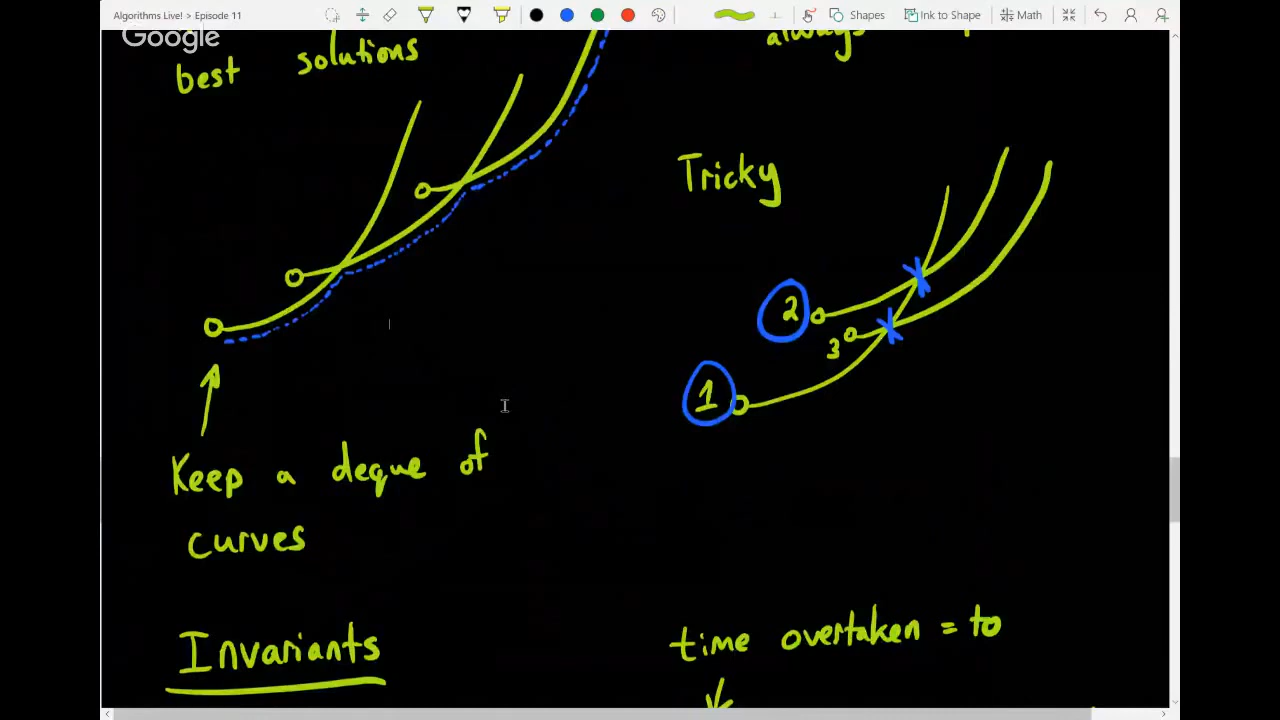 Algorithms Live! > Episode 11
Shapes
Ink to Shape
Math
Google
best solutions
always
Tricky
2
3
1
Keep a deque of
curves
Invariants
time overtaken = to